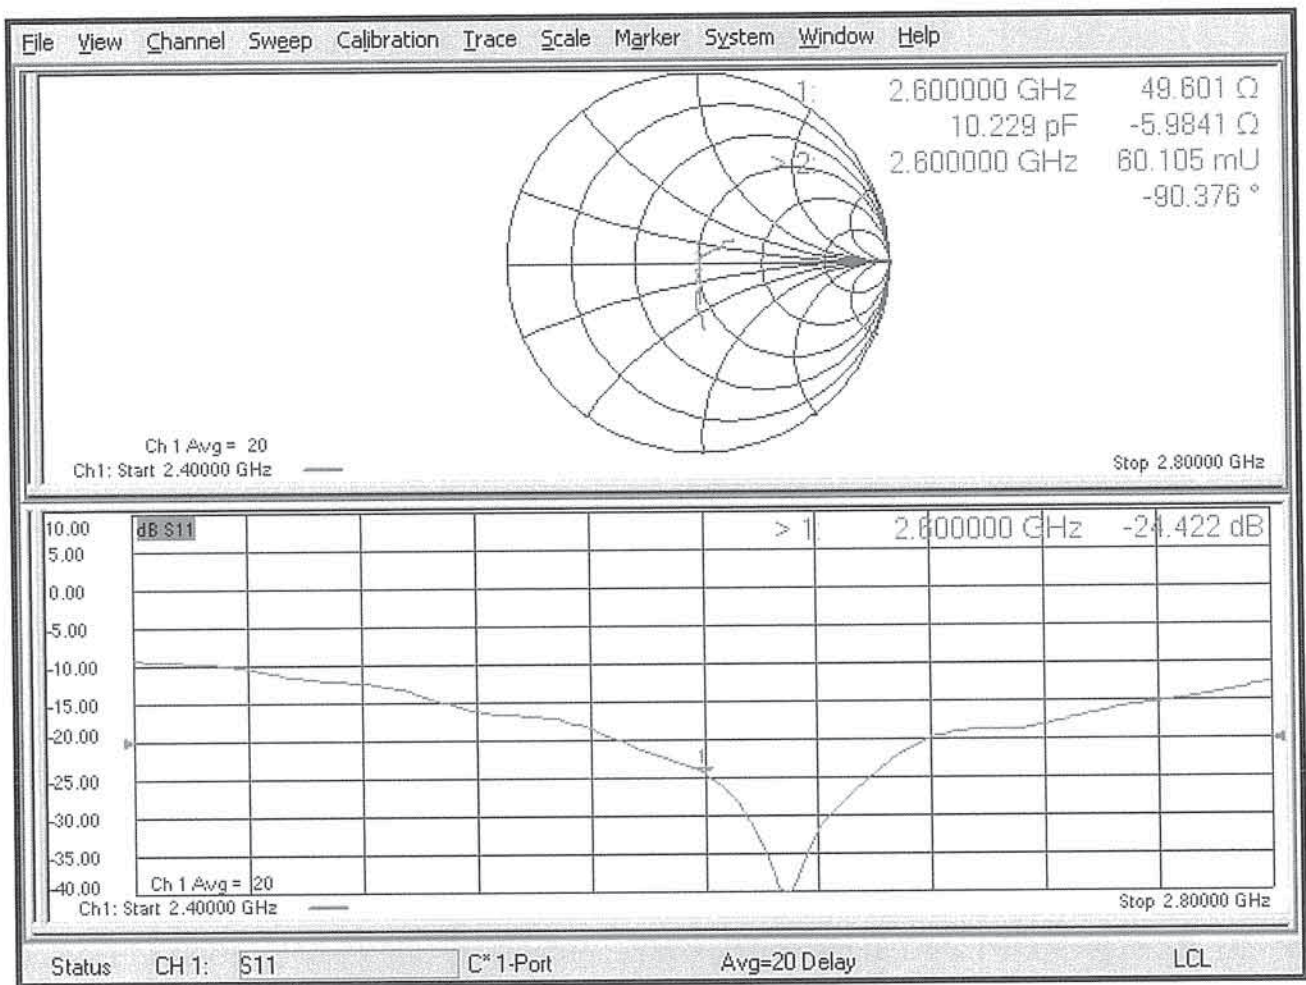 File View Channel Sweep Calibration Trace Scale Marker System Window Help
1: 2.600000 GHz 49.601 Ω
10.229 pF -5.9841 Ω
> 2: 2.600000 GHz 60.105 mU
-90.376 °
Ch 1 Avg = 20
Ch1: Start 2.40000 GHz
Stop 2.80000 GHz
10.00
dB S11
> 1: 2.600000 GHz -24.422 dB
5.00
0.00
-5.00
-10.00
-15.00
-20.00
1
-25.00
-30.00
-35.00
-40.00
Ch 1 Avg = 20
Ch1: Start 2.40000 GHz
Stop 2.80000 GHz
Status CH 1: S11 C* 1-Port Avg=20 Delay LCL